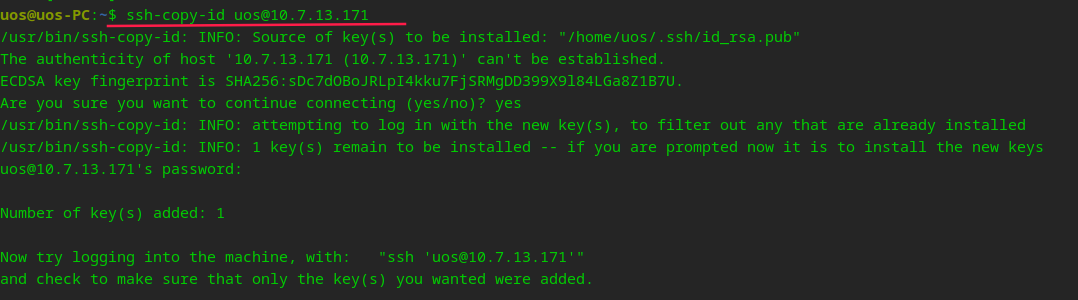 uos@uos-PC:~$ ssh-copy-id uos@10.7.13.171
/usr/bin/ssh-copy-id: INFO: Source of key(s) to be installed: "/home/uos/.ssh/id_rsa.pub"
The authenticity of host '10.7.13.171 (10.7.13.171)' can't be established.
ECDSA key fingerprint is SHA256:sDc7dOBoJRLpI4kku7FjSRMgDD399X9l84LGa8Z1B7U.
Are you sure you want to continue connecting (yes/no)? yes
/usr/bin/ssh-copy-id: INFO: attempting to log in with the new key(s), to filter out any that are already installed
/usr/bin/ssh-copy-id: INFO: 1 key(s) remain to be installed -- if you are prompted now it is to install the new keys
uos@10.7.13.171's password:
Number of key(s) added: 1
Now try logging into the machine, with:   "ssh 'uos@10.7.13.171'"
and check to make sure that only the key(s) you wanted were added.